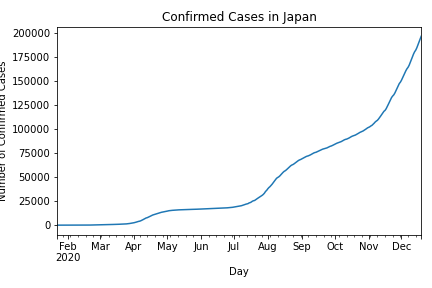 Confirmed Cases in Japan
200000
175000
150000
125000
100000
75000
50000
25000
0
Number of Confirmed Cases
Feb Mar Apr May Jun Jul Aug Sep Oct Nov Dec
2020
Day